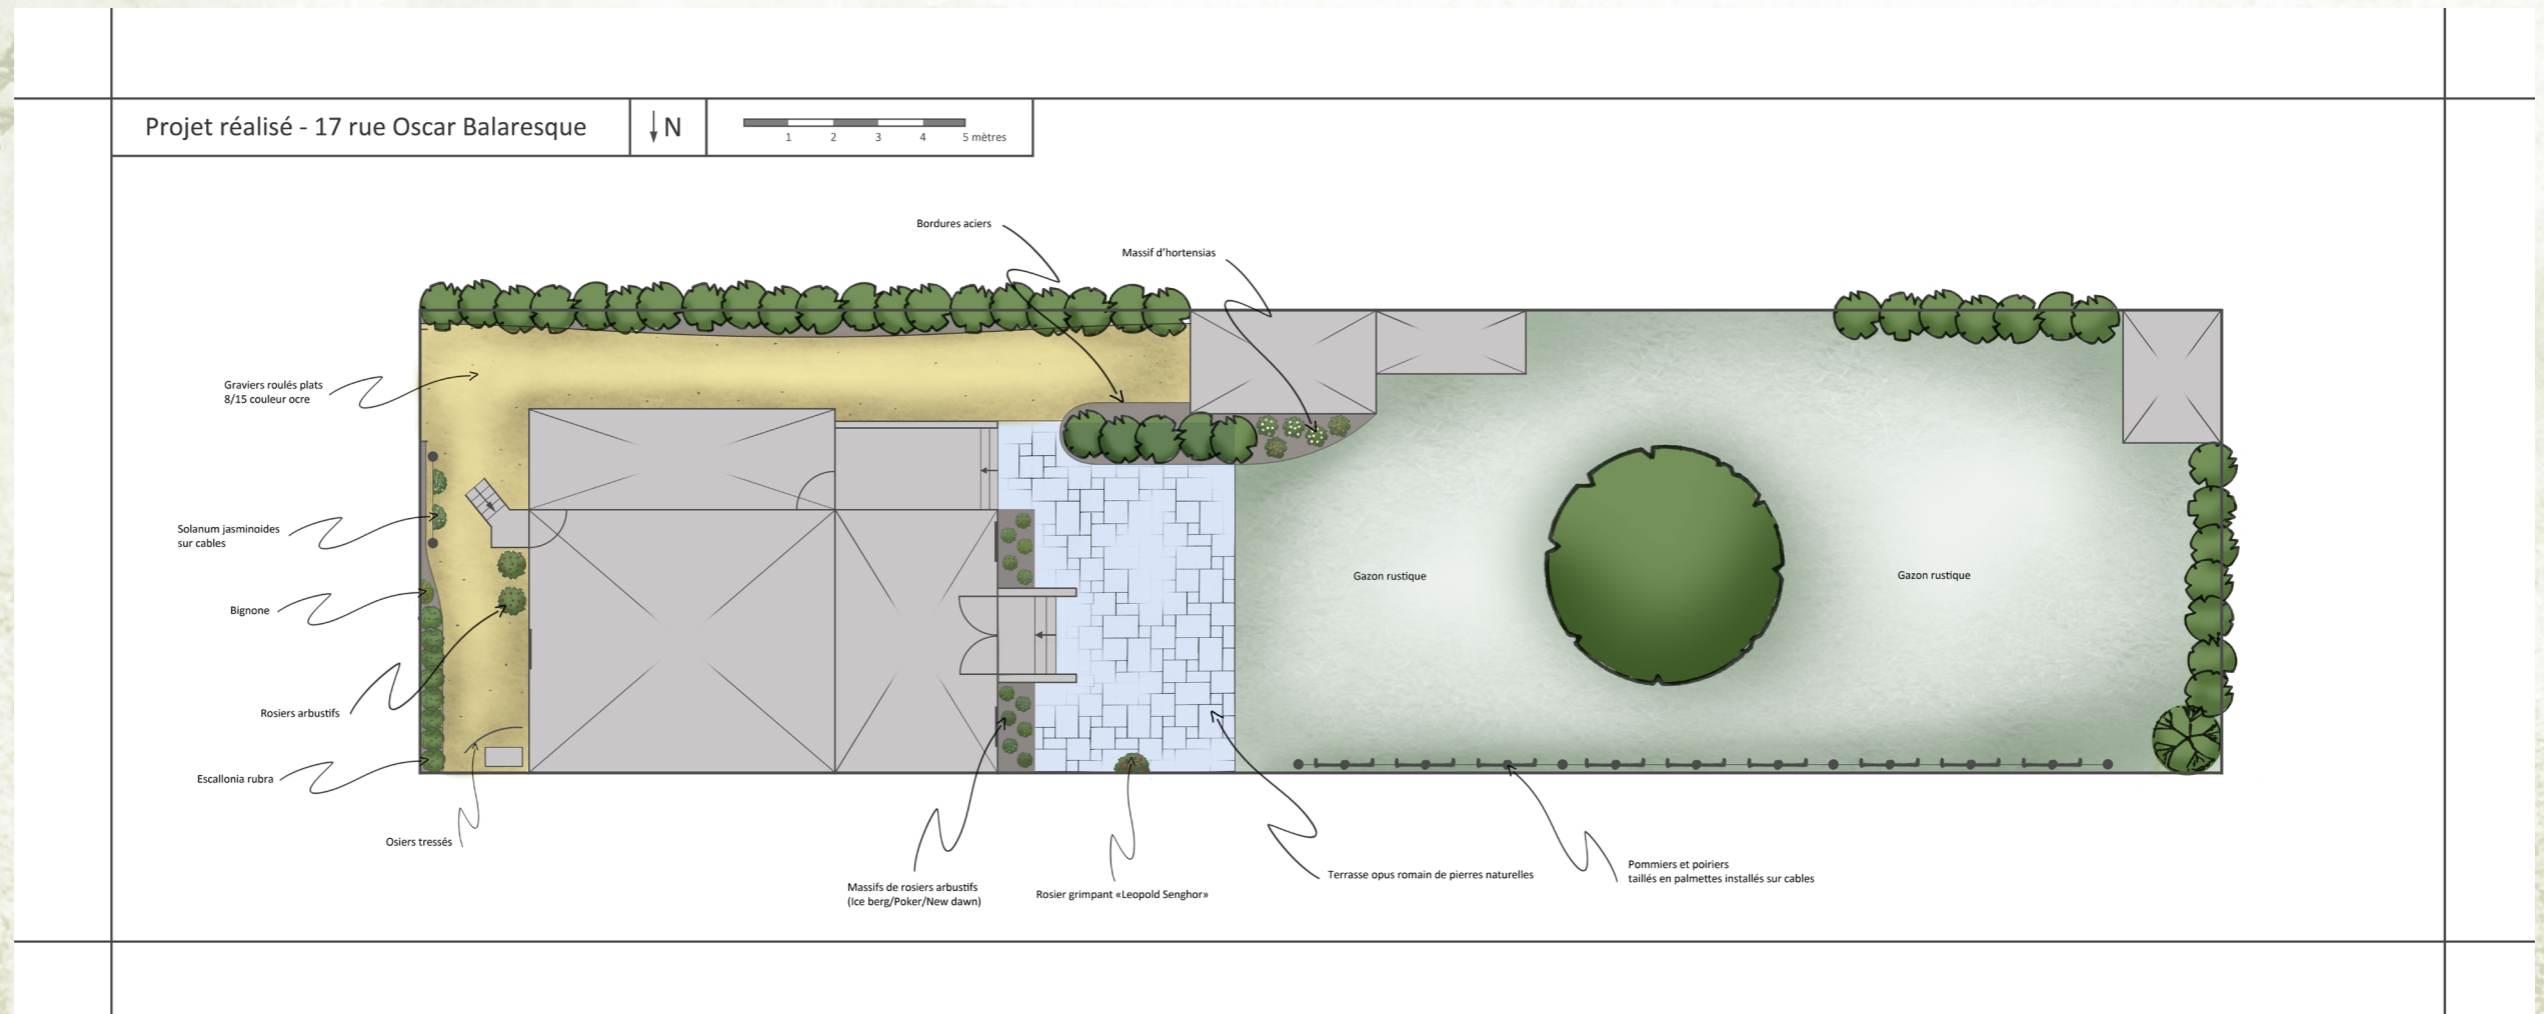 Projet réalisé - 17 rue Oscar Balaresque
N
1 2 3 4 5 mètres
Bordures aciers
Massif d'hortensias
Graviers roulés plats
8/15 couleur ocre
Solanum jasminoides
sur cables
Bignone
Gazon rustique
Gazon rustique
Rosiers arbustifs
Escallonia rubra
Osiers tressés
Massifs de rosiers arbustifs
(Ice berg/Poker/New dawn)
Rosier grimpant «Leopold Senghor»
Terrasse opus romain de pierres naturelles
Pommiers et poiriers
taillés en palmettes installés sur cables